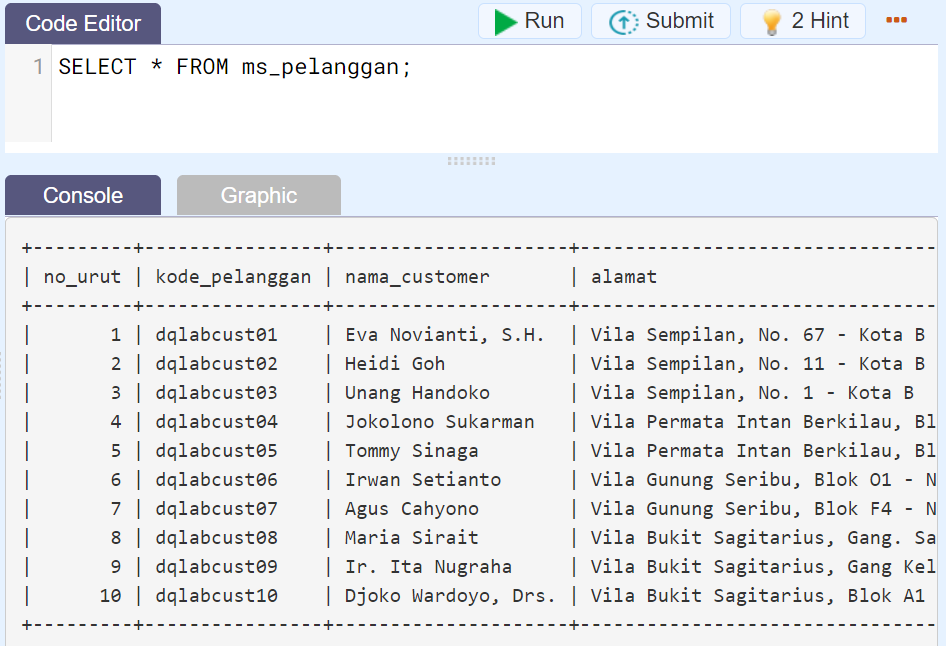 Code Editor Run Submit 2 Hint
1 SELECT * FROM ms_pelanggan;
Console Graphic
+---------+----------------+---------------------+--------------------------------
| no_urut | kode_pelanggan | nama_customer       | alamat
+---------+----------------+---------------------+--------------------------------
|       1 | dqlabcust01    | Eva Novianti, S.H.  | Vila Sempilan, No. 67 - Kota B
|       2 | dqlabcust02    | Heidi Goh           | Vila Sempilan, No. 11 - Kota B
|       3 | dqlabcust03    | Unang Handoko       | Vila Sempilan, No. 1 - Kota B
|       4 | dqlabcust04    | Jokolono Sukarman   | Vila Permata Intan Berkilau, Bl
|       5 | dqlabcust05    | Tommy Sinaga        | Vila Permata Intan Berkilau, Bl
|       6 | dqlabcust06    | Irwan Setianto      | Vila Gunung Seribu, Blok O1 - N
|       7 | dqlabcust07    | Agus Cahyono        | Vila Gunung Seribu, Blok F4 - N
|       8 | dqlabcust08    | Maria Sirait        | Vila Bukit Sagitarius, Gang. Sa
|       9 | dqlabcust09    | Ir. Ita Nugraha     | Vila Bukit Sagitarius, Gang Kel
|      10 | dqlabcust10    | Djoko Wardoyo, Drs. | Vila Bukit Sagitarius, Blok A1
+---------+----------------+---------------------+--------------------------------